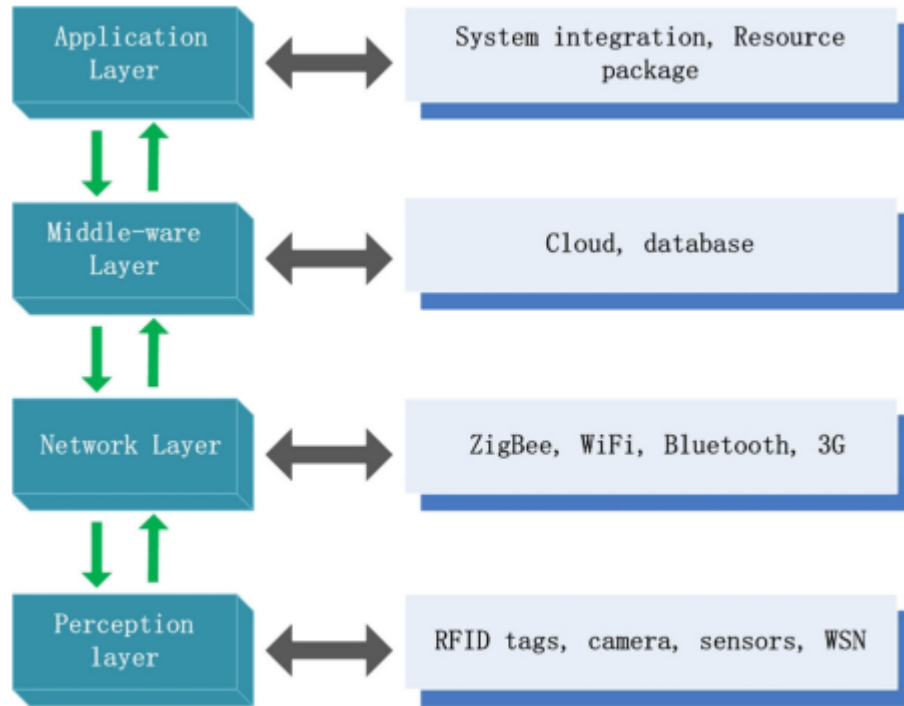 Application
Layer
System integration, Resource
package
Middle-ware
Layer
Cloud, database
Network Layer
ZigBee, WiFi, Bluetooth, 3G
Perception
layer
RFID tags, camera, sensors, WSN